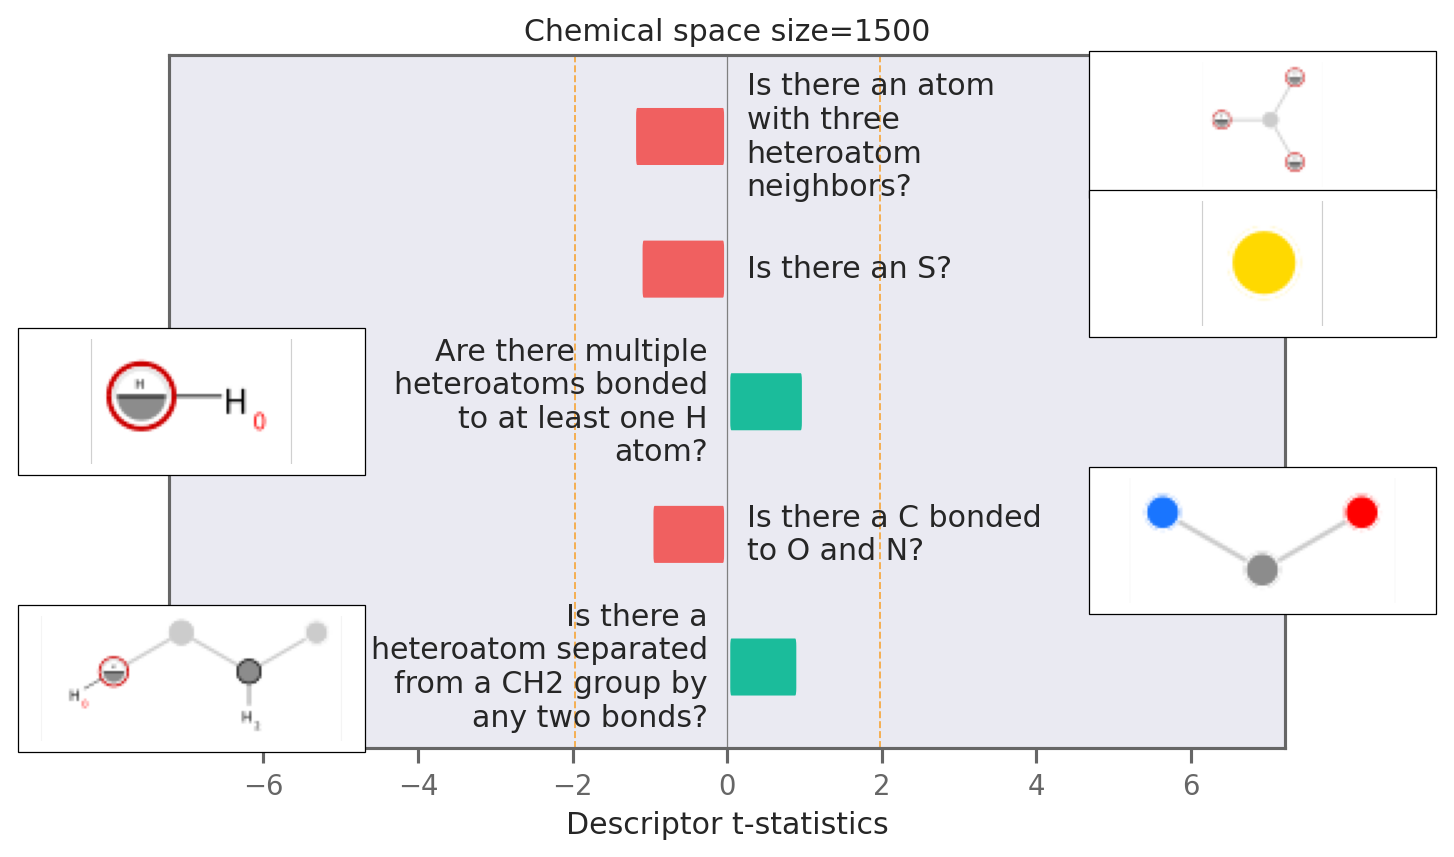 Chemical space size=1500
Is there an atom
with three
heteroatom
neighbors?
Is there an S?
Are there multiple
heteroatoms bonded
to at least one H
atom?
H
H
0
Is there a C bonded
to O and N?
Is there a
heteroatom separated
from a CH2 group by
any two bonds?
H
0
H
2
−6
−4
−2
0
2
4
6
Descriptor t-statistics